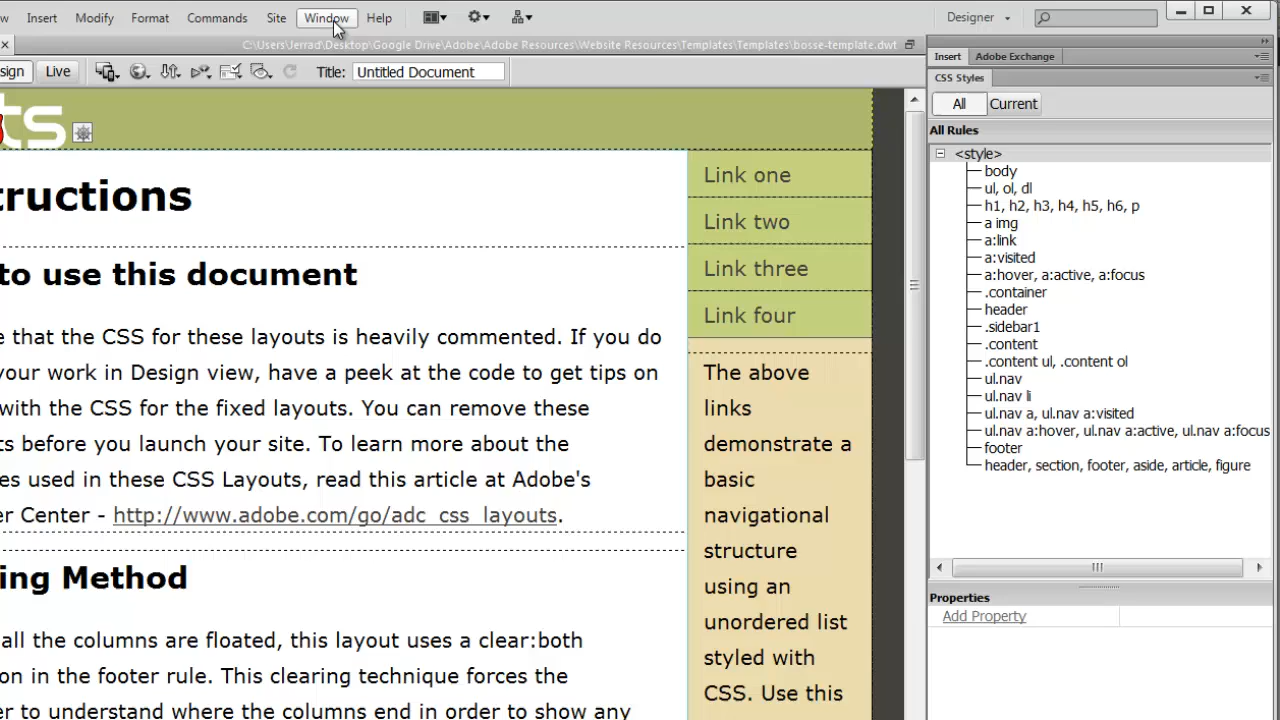 Insert Modify Format Commands Site Window Help Designer
C:\Users\Jerrad\Desktop\Google Drive\Adobe\Adobe Resources\Website Resources\Templates\Templates\bosse-template.dwt
sign Live Title: Untitled Document
ts
tructions
to use this document
e that the CSS for these layouts is heavily commented. If you do
your work in Design view, have a peek at the code to get tips on
with the CSS for the fixed layouts. You can remove these
ts before you launch your site. To learn more about the
es used in these CSS Layouts, read this article at Adobe's
er Center - http://www.adobe.com/go/adc_css_layouts.
ing Method
all the columns are floated, this layout uses a clear:both
on in the footer rule. This clearing technique forces the
er to understand where the columns end in order to show any
Link one
Link two
Link three
Link four
The above
links
demonstrate a
basic
navigational
structure
using an
unordered list
styled with
CSS. Use this
Insert Adobe Exchange
CSS Styles
All Current
All Rules
<style>
body
ul, ol, dl
h1, h2, h3, h4, h5, h6, p
a img
a:link
a:visited
a:hover, a:active, a:focus
.container
header
.sidebar1
.content
.content ul, .content ol
ul.nav
ul.nav li
ul.nav a, ul.nav a:visited
ul.nav a:hover, ul.nav a:active, ul.nav a:focus
footer
header, section, footer, aside, article, figure
Properties
Add Property